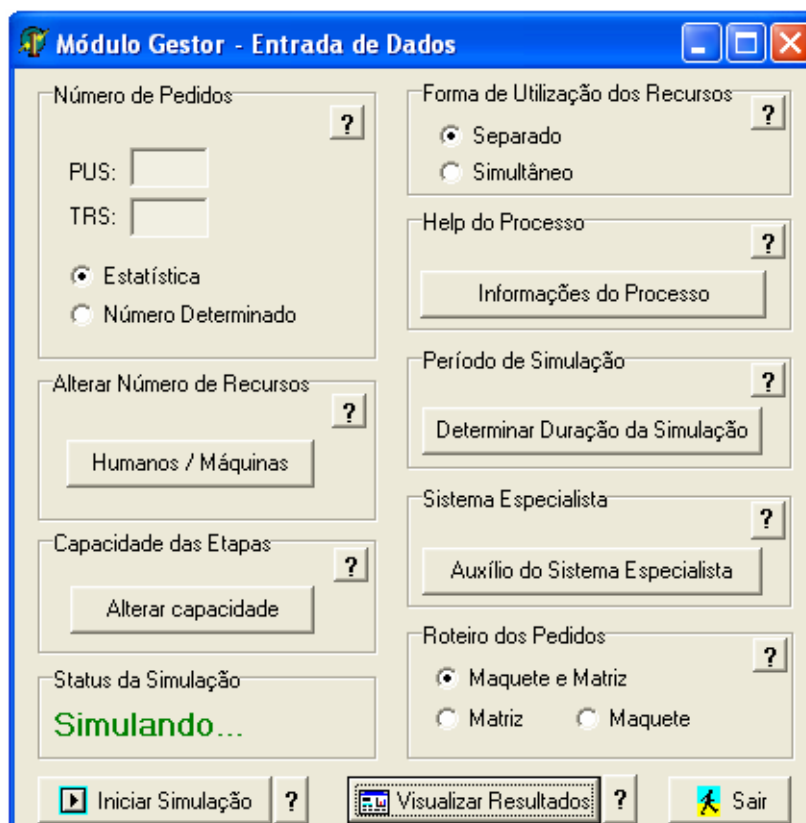 Módulo Gestor - Entrada de Dados
Número de Pedidos
?
PUS:
TRS:
Estatística
Número Determinado
Alterar Número de Recursos
?
Humanos / Máquinas
Capacidade das Etapas
?
Alterar capacidade
Status da Simulação
Simulando...
Forma de Utilização dos Recursos
?
Separado
Simultâneo
Help do Processo
?
Informações do Processo
Período de Simulação
?
Determinar Duração da Simulação
Sistema Especialista
?
Auxílio do Sistema Especialista
Roteiro dos Pedidos
?
Maquete e Matriz
Matriz Maquete
Iniciar Simulação ? Visualizar Resultados ? Sair